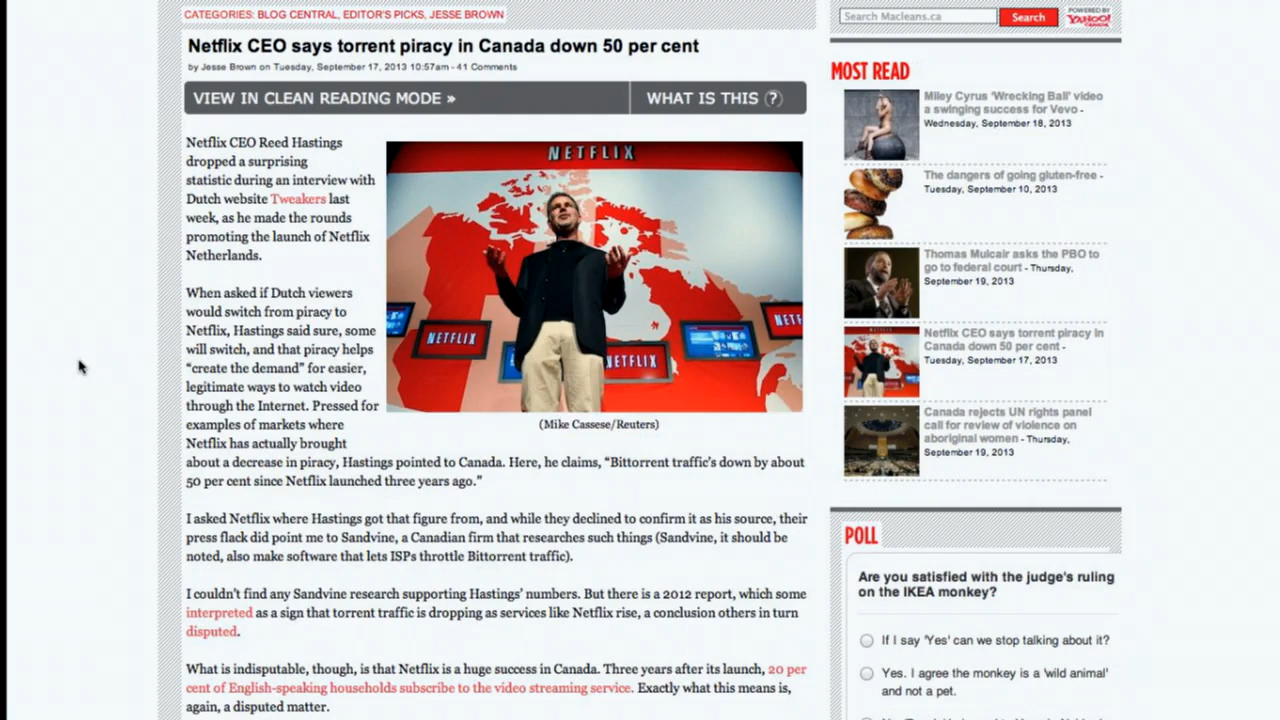 CATEGORIES: BLOG CENTRAL, EDITOR'S PICKS, JESSE BROWN
Netflix CEO says torrent piracy in Canada down 50 per cent
by Jesse Brown on Tuesday, September 17, 2013 10:57am - 41 Comments
VIEW IN CLEAN READING MODE »
WHAT IS THIS ?
Netflix CEO Reed Hastings
dropped a surprising
statistic during an interview with
Dutch website Tweakers last
week, as he made the rounds
promoting the launch of Netflix
Netherlands.
When asked if Dutch viewers
would switch from piracy to
Netflix, Hastings said sure, some
will switch, and that piracy helps
“create the demand” for easier,
legitimate ways to watch video
through the Internet. Pressed for
examples of markets where
Netflix has actually brought
about a decrease in piracy, Hastings pointed to Canada. Here, he claims, “Bittorrent traffic’s down by about
50 per cent since Netflix launched three years ago.”
NETFLIX
NETFLIX
NETFLIX
NETF
(Mike Cassese/Reuters)
I asked Netflix where Hastings got that figure from, and while they declined to confirm it as his source, their
press flack did point me to Sandvine, a Canadian firm that researches such things (Sandvine, it should be
noted, also make software that lets ISPs throttle Bittorrent traffic).
I couldn’t find any Sandvine research supporting Hastings’ numbers. But there is a 2012 report, which some
interpreted as a sign that torrent traffic is dropping as services like Netflix rise, a conclusion others in turn
disputed.
What is indisputable, though, is that Netflix is a huge success in Canada. Three years after its launch, 20 per
cent of English-speaking households subscribe to the video streaming service. Exactly what this means is,
again, a disputed matter.
Search Macleans.ca
Search
POWERED BY
YAHOO!
CANADA
MOST READ
Miley Cyrus 'Wrecking Ball' video
a swinging success for Vevo -
Wednesday, September 18, 2013
The dangers of going gluten-free -
Tuesday, September 10, 2013
Thomas Mulcair asks the PBO to
go to federal court - Thursday,
September 19, 2013
Netflix CEO says torrent piracy in
Canada down 50 per cent -
Tuesday, September 17, 2013
Canada rejects UN rights panel
call for review of violence on
aboriginal women - Thursday,
September 19, 2013
POLL
Are you satisfied with the judge's ruling
on the IKEA monkey?
If I say 'Yes' can we stop talking about it?
Yes. I agree the monkey is a 'wild animal'
and not a pet.